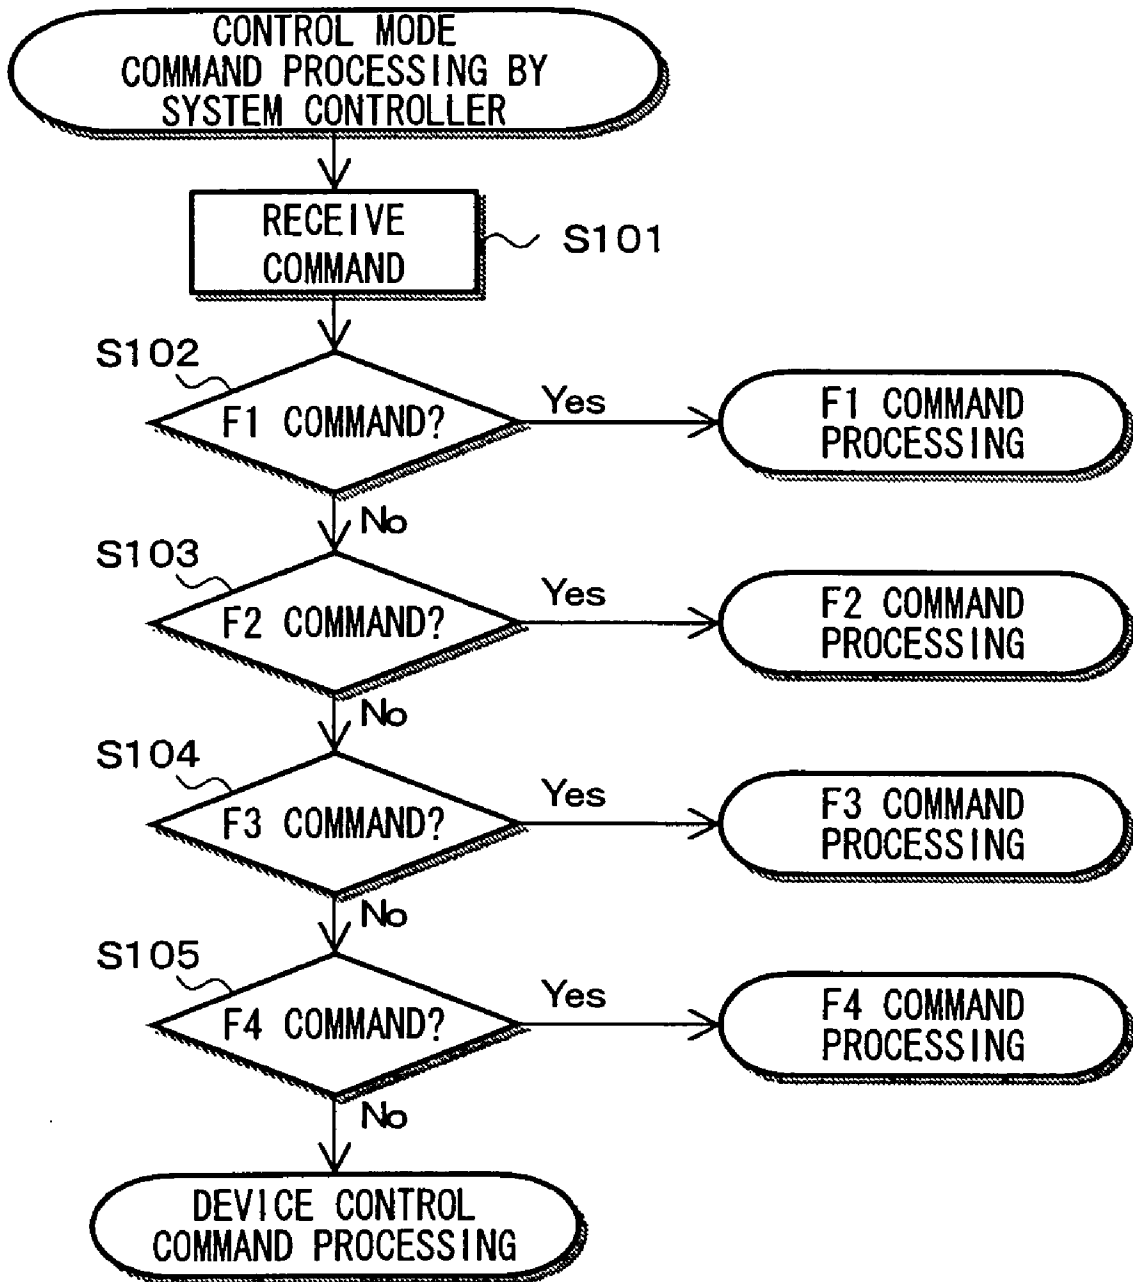 CONTROL MODE
COMMAND PROCESSING BY
SYSTEM CONTROLLER
RECEIVE
COMMAND
S101
S102
F1 COMMAND?
Yes
F1 COMMAND
PROCESSING
No
S103
F2 COMMAND?
Yes
F2 COMMAND
PROCESSING
No
S104
F3 COMMAND?
Yes
F3 COMMAND
PROCESSING
No
S105
F4 COMMAND?
Yes
F4 COMMAND
PROCESSING
No
DEVICE CONTROL
COMMAND PROCESSING